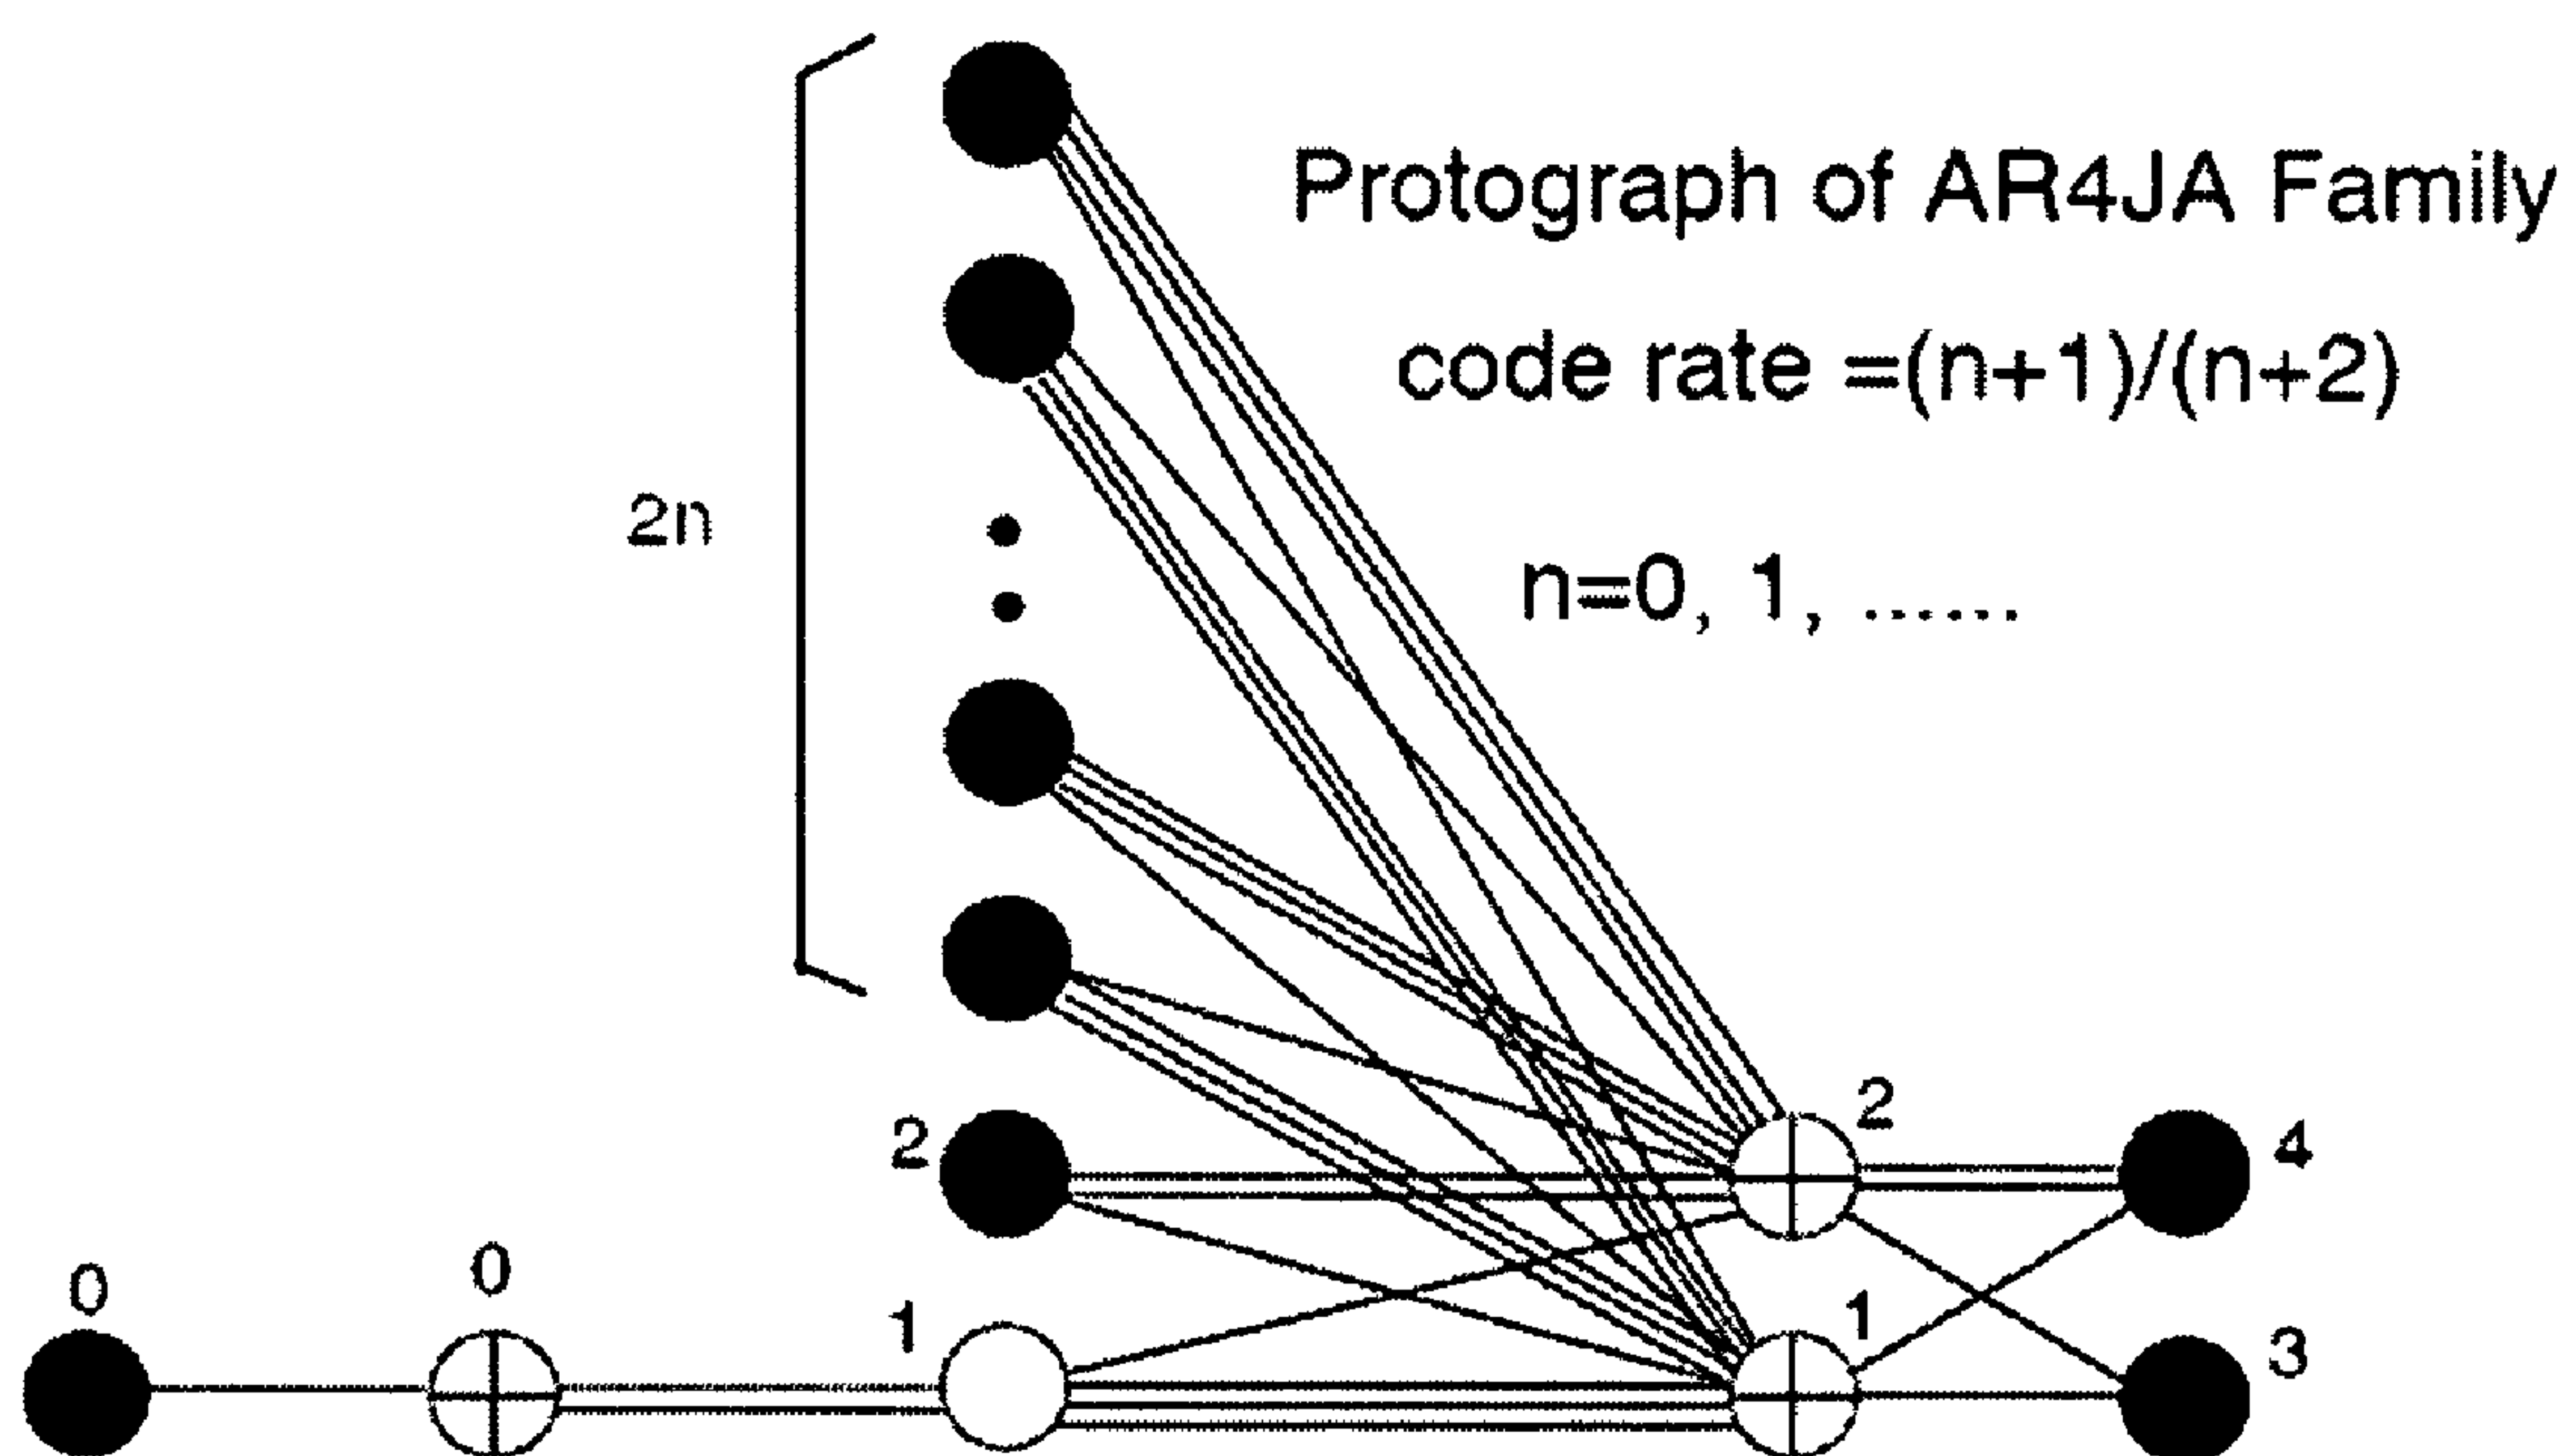 Protograph of AR4JA Family
code rate =(n+1)/(n+2)
2n
n=0, 1, ......
2
2
4
0
0
1
1
3